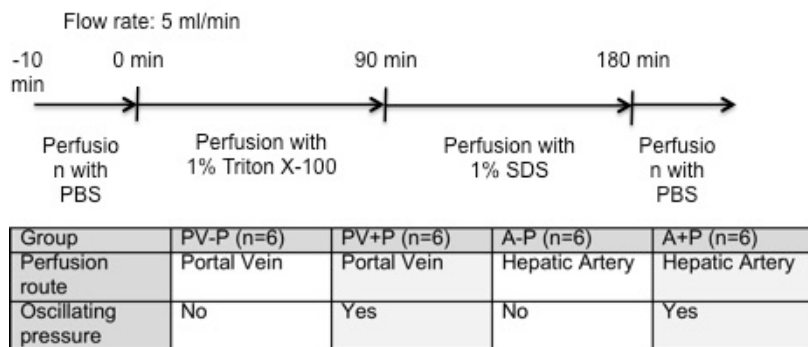 Flow rate: 5 ml/min
-10 min
0 min
90 min
180 min
Perfusio
n with
PBS
Perfusion with
1% Triton X-100
Perfusion with
1% SDS
Perfusio
n with
PBS
Group PV-P (n=6) PV+P (n=6) A-P (n=6) A+P (n=6)
Perfusion route Portal Vein Portal Vein Hepatic Artery Hepatic Artery
Oscillating pressure No Yes No Yes